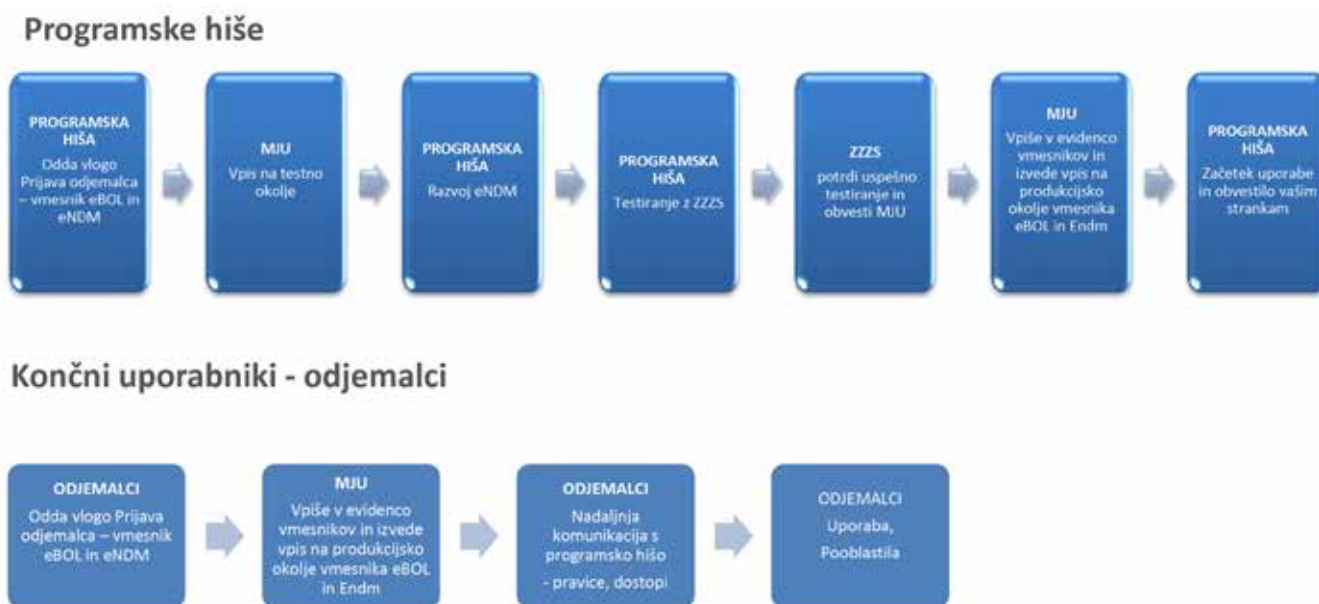 Programske hiše
PROGRAMSKA
HIŠA
Odda vlogo
Prijava odjemalca
– vmesnik eBOL in
eNDM
MJU
Vpis na testno
okolje
PROGRAMSKA
HIŠA
Razvoj eNDM
PROGRAMSKA
HIŠA
Testiranje z ZZZS
ZZZS
potrdi uspešno
testiranje in
obvesti MJU
MJU
Vpiše v evidenco
vmesnikov in
izvede vpis na
produkcijsko
okolje vmesnika
eBOL in Endm
PROGRAMSKA
HIŠA
Začetek uporabe
in obvestilo vašim
strankam
Končni uporabniki - odjemalci
ODJEMALCI
Odda vlogo Prijava
odjemalca – vmesnik
eBOL in eNDM
MJU
Vpiše v evidenco
vmesnikov in izvede
vpis na produkcijsko
okolje vmesnika eBOL
in Endm
ODJEMALCI
Nadaljnja
komunikacija s
programsko hišo
- pravice, dostopi
ODJEMALCI
Uporaba,
Pooblastila